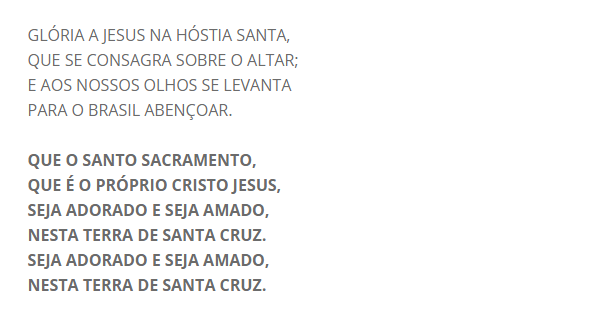 GLÓRIA A JESUS NA HÓSTIA SANTA,
QUE SE CONSAGRA SOBRE O ALTAR;
E AOS NOSSOS OLHOS SE LEVANTA
PARA O BRASIL ABENÇOAR.
QUE O SANTO SACRAMENTO,
QUE É O PRÓPRIO CRISTO JESUS,
SEJA ADORADO E SEJA AMADO,
NESTA TERRA DE SANTA CRUZ.
SEJA ADORADO E SEJA AMADO,
NESTA TERRA DE SANTA CRUZ.